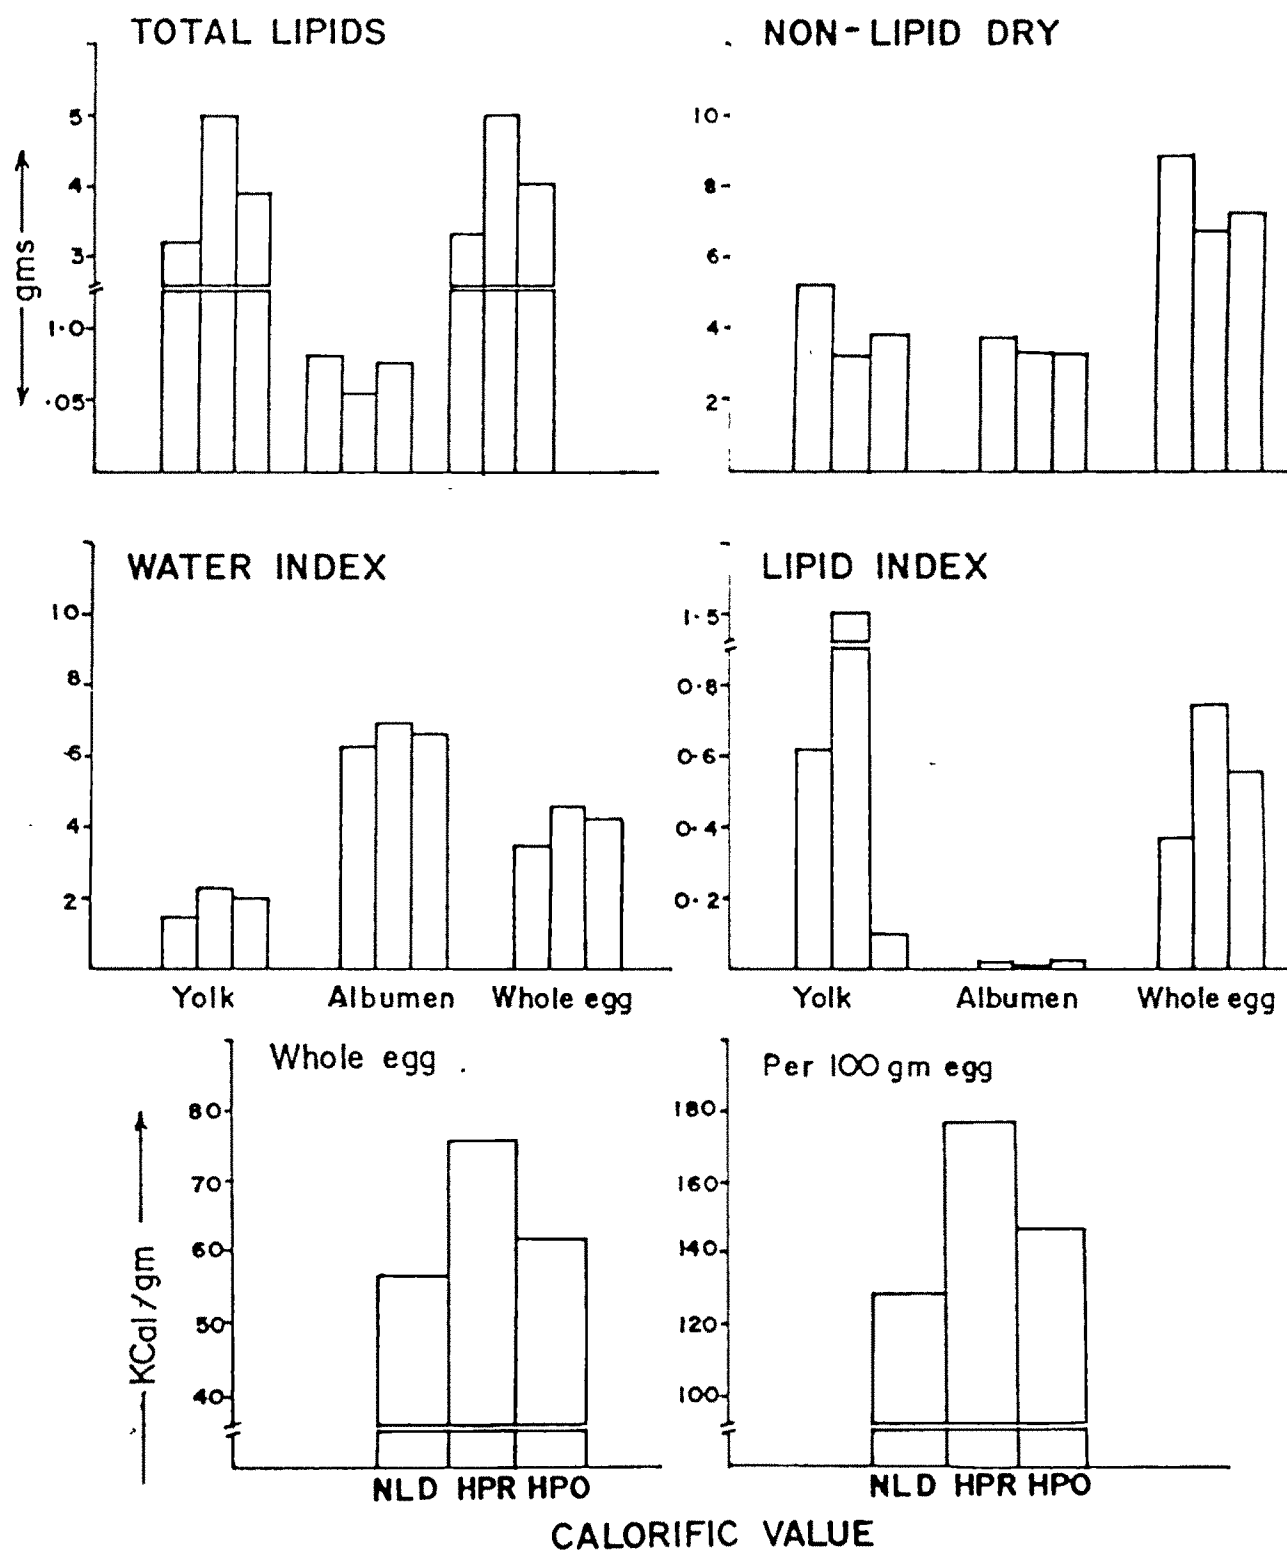 TOTAL LIPIDS
5
4
3
1.0
.05
gms
NON-LIPID DRY
10
8
6
4
2
WATER INDEX
10
8
6
4
2
Yolk Albumen Whole egg
LIPID INDEX
1.5
0.8
0.6
0.4
0.2
Yolk Albumen Whole egg
Whole egg
80
70
60
50
40
KCal/gm
NLD HPR HPO
Per 100 gm egg
180
160
140
120
100
NLD HPR HPO
CALORIFIC VALUE